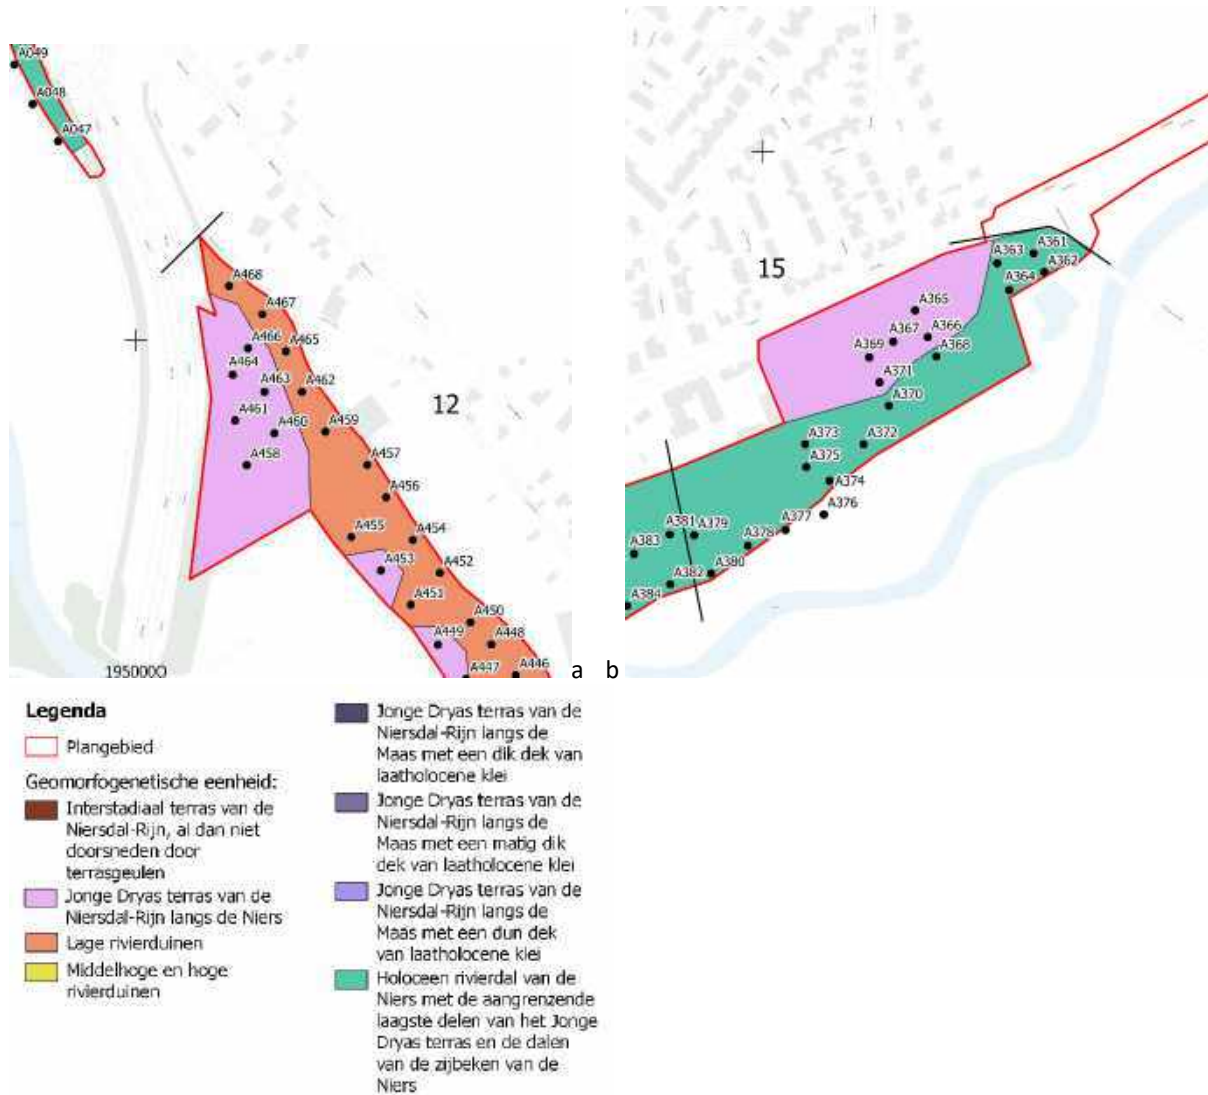 A049
A048
A047
A468
A467
A466
A465
A464
A463
A462
A461
A460
A459
A458
A457
A456
A455
A454
A453
A452
A451
A450
A449
A448
A447
A446
12
1950000
a b
15
A361
A363
A362
A364
A365
A367
A366
A369
A368
A371
A370
A373
A372
A375
A374
A376
A377
A381
A379
A378
A383
A380
A382
A384
Legenda
Plangebied
Geomorfogenetische eenheid:
Interstadiaal terras van de
Niersdal-Rijn, al dan niet
doorsneden door
terrasgeulen
Jonge Dryas terras van de
Niersdal-Rijn langs de Niers
Lage rivierduinen
Middelhoge en hoge
rivierduinen
Jonge Dryas terras van de
Niersdal-Rijn langs de
Maas met een dik dek van
laatholocene klei
Jonge Dryas terras van de
Niersdal-Rijn langs de
Maas met een matig dik
dek van laatholocene klei
Jonge Dryas terras van de
Niersdal-Rijn langs de
Maas met een dun dek
van laatholocene klei
Holoceen rivierdal van de
Niers met de aangrenzende
laagste delen van het Jonge
Dryas terras en de dalen
van de zijbeken van de
Niers